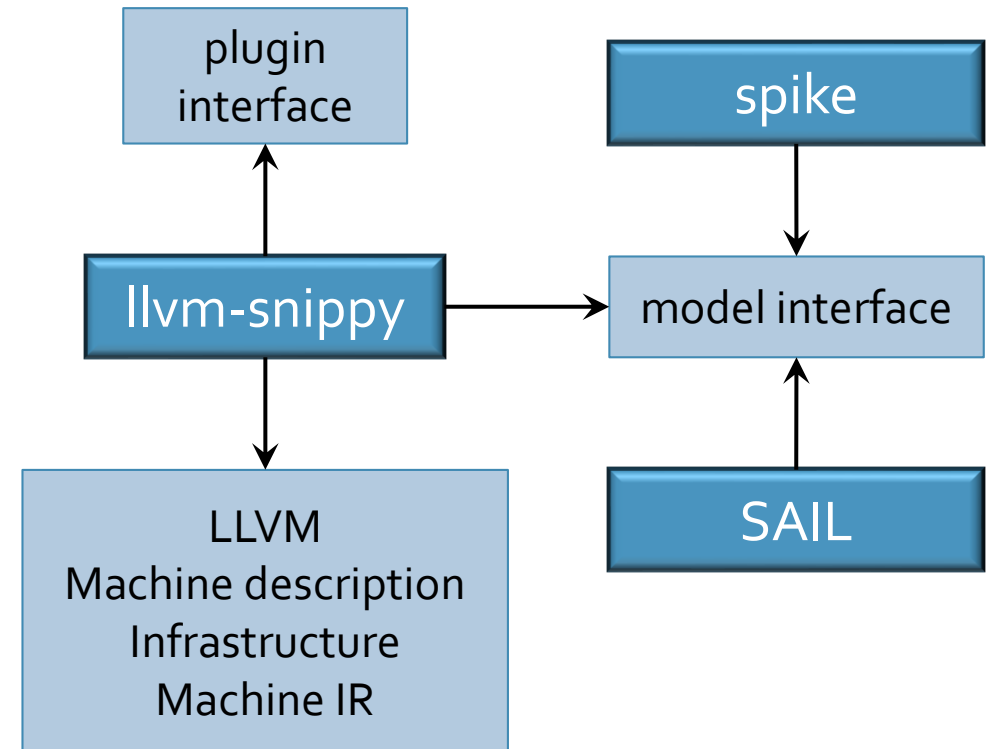 plugin
interface
spike
llvm-snippy
model interface
LLVM
Machine description
Infrastructure
Machine IR
SAIL